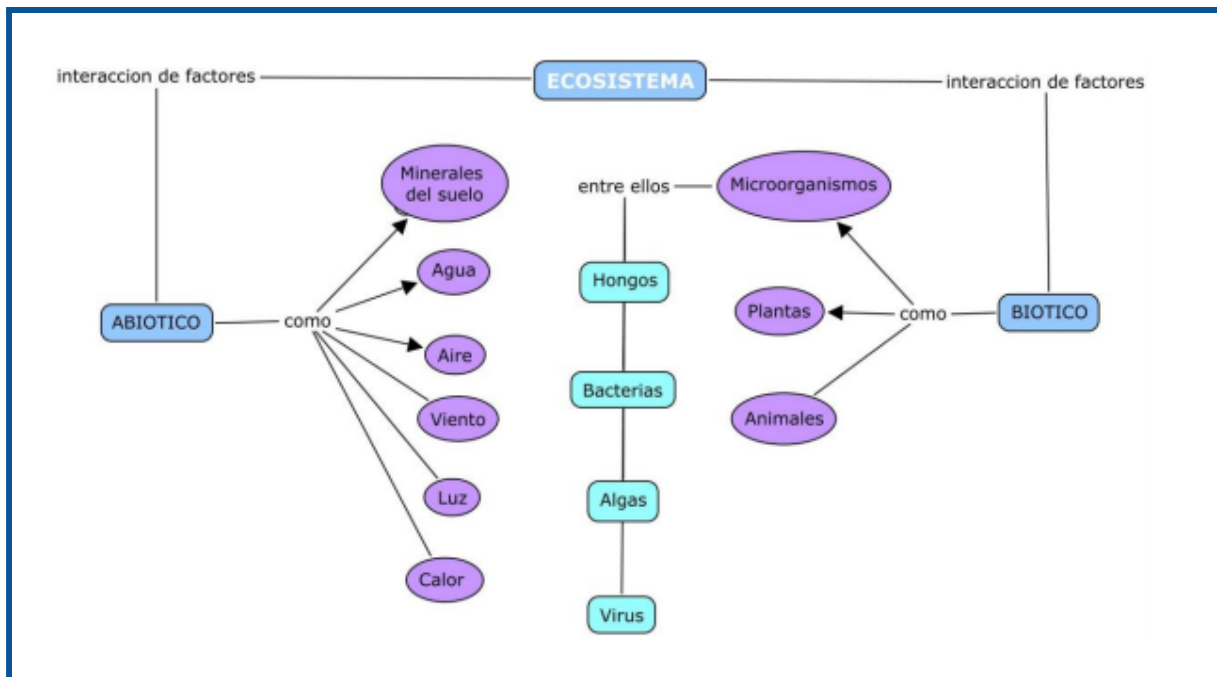 interaccion de factores
ECOSISTEMA
interaccion de factores
Minerales
del suelo
entre ellos
Microorganismos
Agua
Hongos
ABIOTICO
como
Plantas
como
BIOTICO
Aire
Bacterias
Viento
Animales
Luz
Algas
Calor
Virus